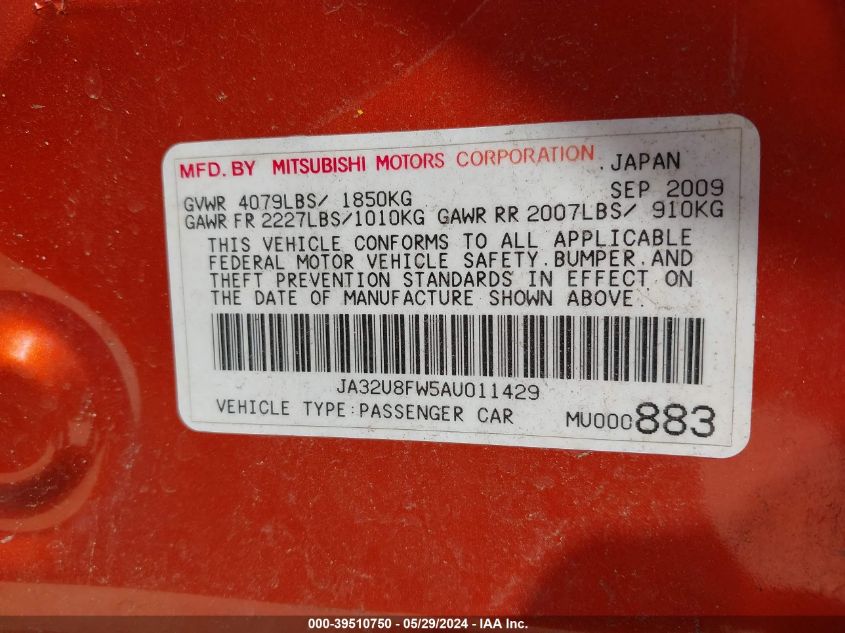 MFD. BY MITSUBISHI MOTORS CORPORATION JAPAN
GVWR 4079LBS/ 1850KG SEP 2009
GAWR FR 2227LBS/1010KG GAWR RR 2007LBS/ 910KG
THIS VEHICLE CONFORMS TO ALL APPLICABLE
FEDERAL MOTOR VEHICLE SAFETY.BUMPER.AND
THEFT PREVENTION STANDARDS IN EFFECT ON
THE DATE OF MANUFACTURE SHOWN ABOVE.
JA32U8FW5AU011429
VEHICLE TYPE:PASSENGER CAR MU000883
000-39510750 - 05/29/2024 - IAA Inc.